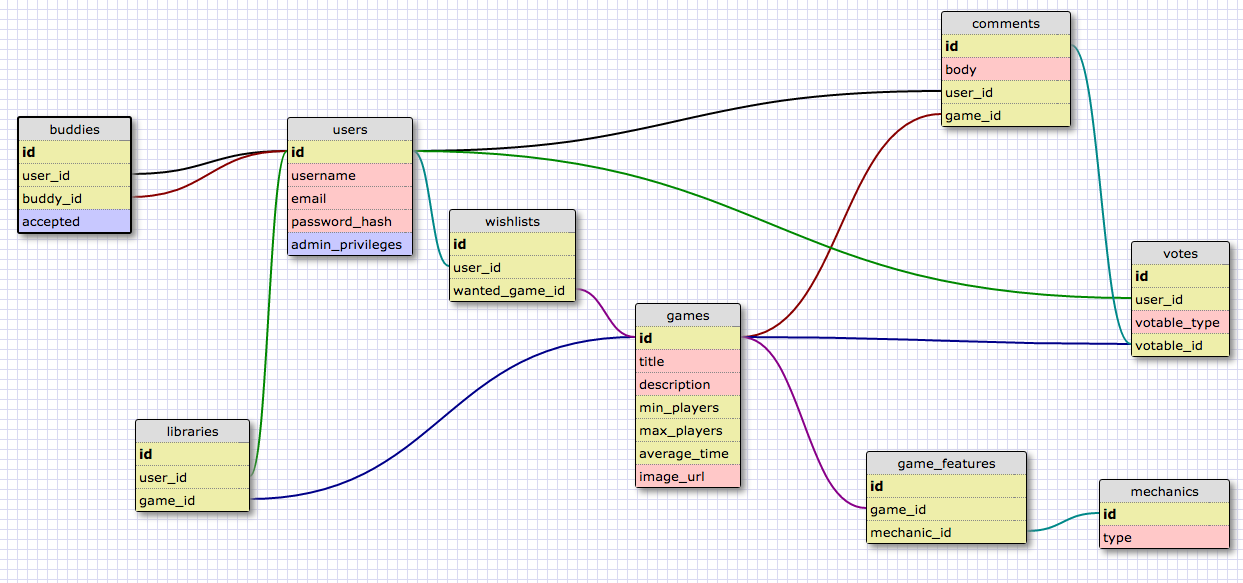 comments
id
body
user_id
game_id
buddies
id
user_id
buddy_id
accepted
users
id
username
email
password_hash
admin_privileges
wishlists
id
user_id
wanted_game_id
votes
id
user_id
votable_type
votable_id
games
id
title
description
min_players
max_players
average_time
image_url
libraries
id
user_id
game_id
game_features
id
game_id
mechanic_id
mechanics
id
type